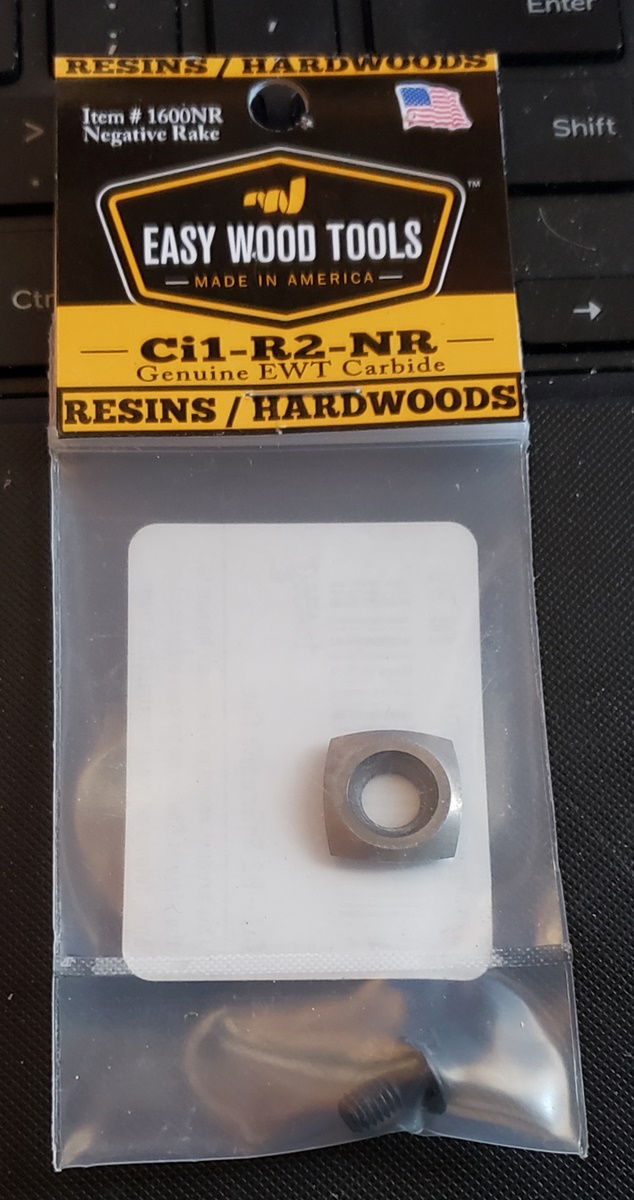 Enter
;
,
>
.
Shift
Ctr
→
RESINS / HARDWOODS
Item # 1600NR
Negative Rake
EASY WOOD TOOLS
TM
— MADE IN AMERICA —
— Ci1-R2-NR —
Genuine EWT Carbide
RESINS / HARDWOODS